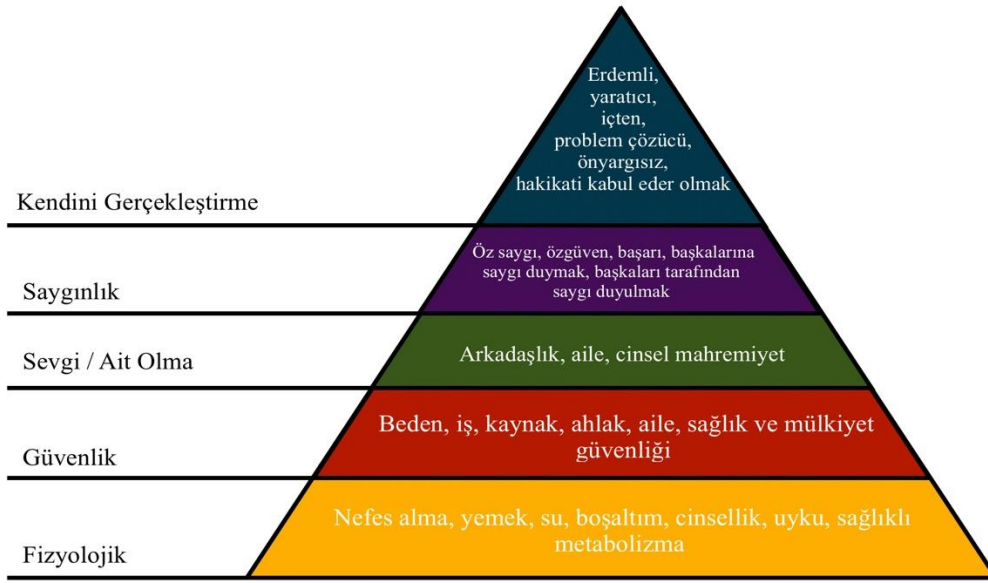 Erdemli,
yaratıcı,
içten,
problem çözücü,
önyargısız,
hakikati kabul eder olmak
Kendini Gerçekleştirme
Öz saygı, özgüven, başarı, başkalarına
saygı duymak, başkaları tarafından
saygı duyulmak
Saygınlık
Arkadaşlık, aile, cinsel mahremiyet
Sevgi / Ait Olma
Beden, iş, kaynak, ahlak, aile, sağlık ve mülkiyet
güvenliği
Güvenlik
Nefes alma, yemek, su, boşaltım, cinsellik, uyku, sağlıklı
metabolizma
Fizyolojik